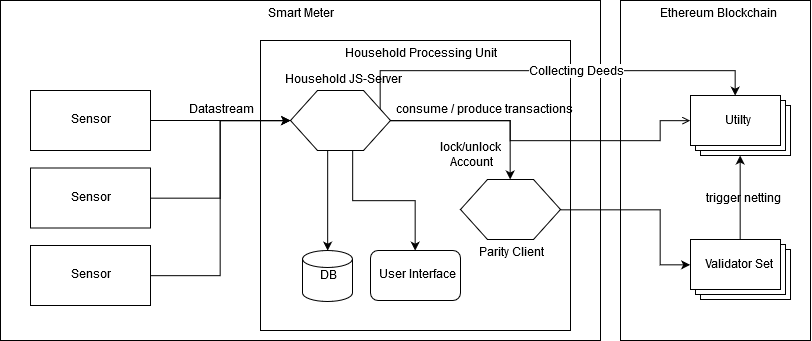 Smart Meter
Ethereum Blockchain
Household Processing Unit
Household JS-Server
Collecting Deeds
Sensor
Datastream
consume / produce transactions
Utilty
lock/unlock
Account
Sensor
trigger netting
Parity Client
Sensor
DB
User Interface
Validator Set